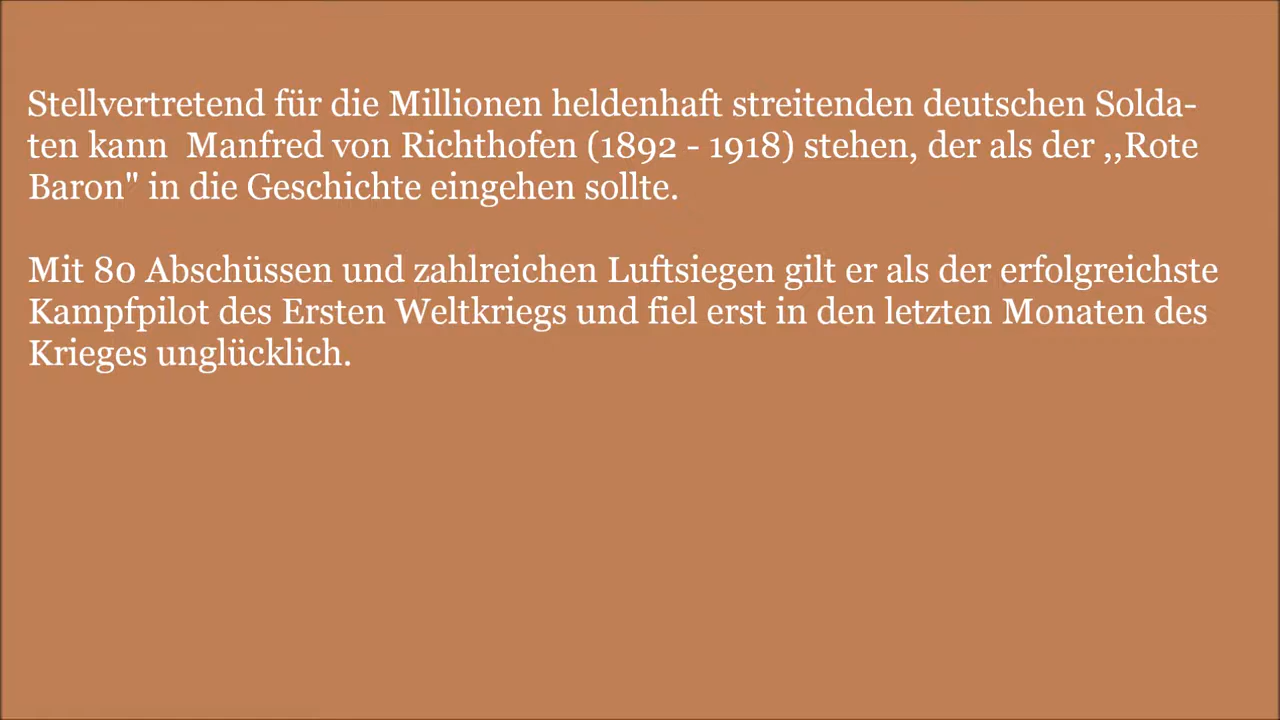 Stellvertretend für die Millionen heldenhaft streitenden deutschen Solda-
ten kann  Manfred von Richthofen (1892 - 1918) stehen, der als der ,,Rote
Baron" in die Geschichte eingehen sollte.
Mit 80 Abschüssen und zahlreichen Luftsiegen gilt er als der erfolgreichste
Kampfpilot des Ersten Weltkriegs und fiel erst in den letzten Monaten des
Krieges unglücklich.